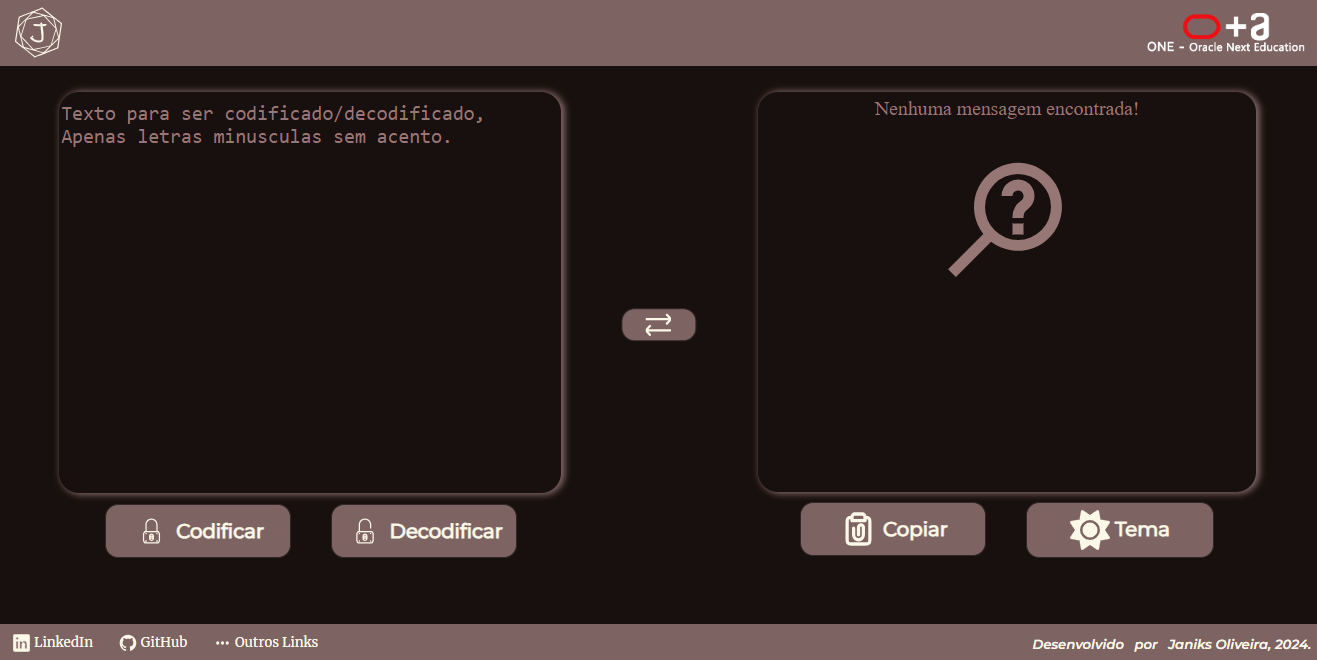 J
O+a
ONE - Oracle Next Education
Texto para ser codificado/decodificado,
Apenas letras minusculas sem acento.
Nenhuma mensagem encontrada!
?
Codificar
Decodificar
Copiar
Tema
in LinkedIn
GitHub
··· Outros Links
Desenvolvido por Janiks Oliveira, 2024.